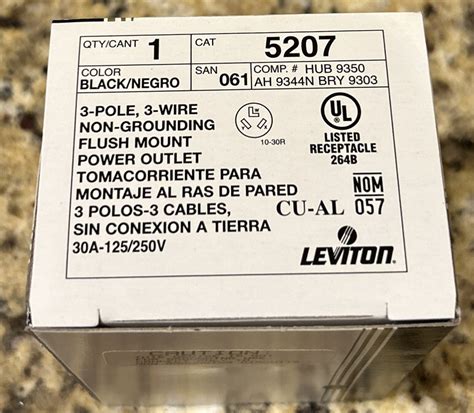 QTY/CANT 1 CAT 5207
COLOR
BLACK/NEGRO
SAN 061
COMP. # HUB 9350
AH 9344N BRY 9303
3-POLE, 3-WIRE
NON-GROUNDING
FLUSH MOUNT
POWER OUTLET
TOMACORRIENTE PARA
MONTAJE AL RAS DE PARED
3 POLOS-3 CABLES,
SIN CONEXION A TIERRA
30A-125/250V
10-30R
UL
LISTED
RECEPTACLE
264B
NOM
CU-AL 057
LEVITON